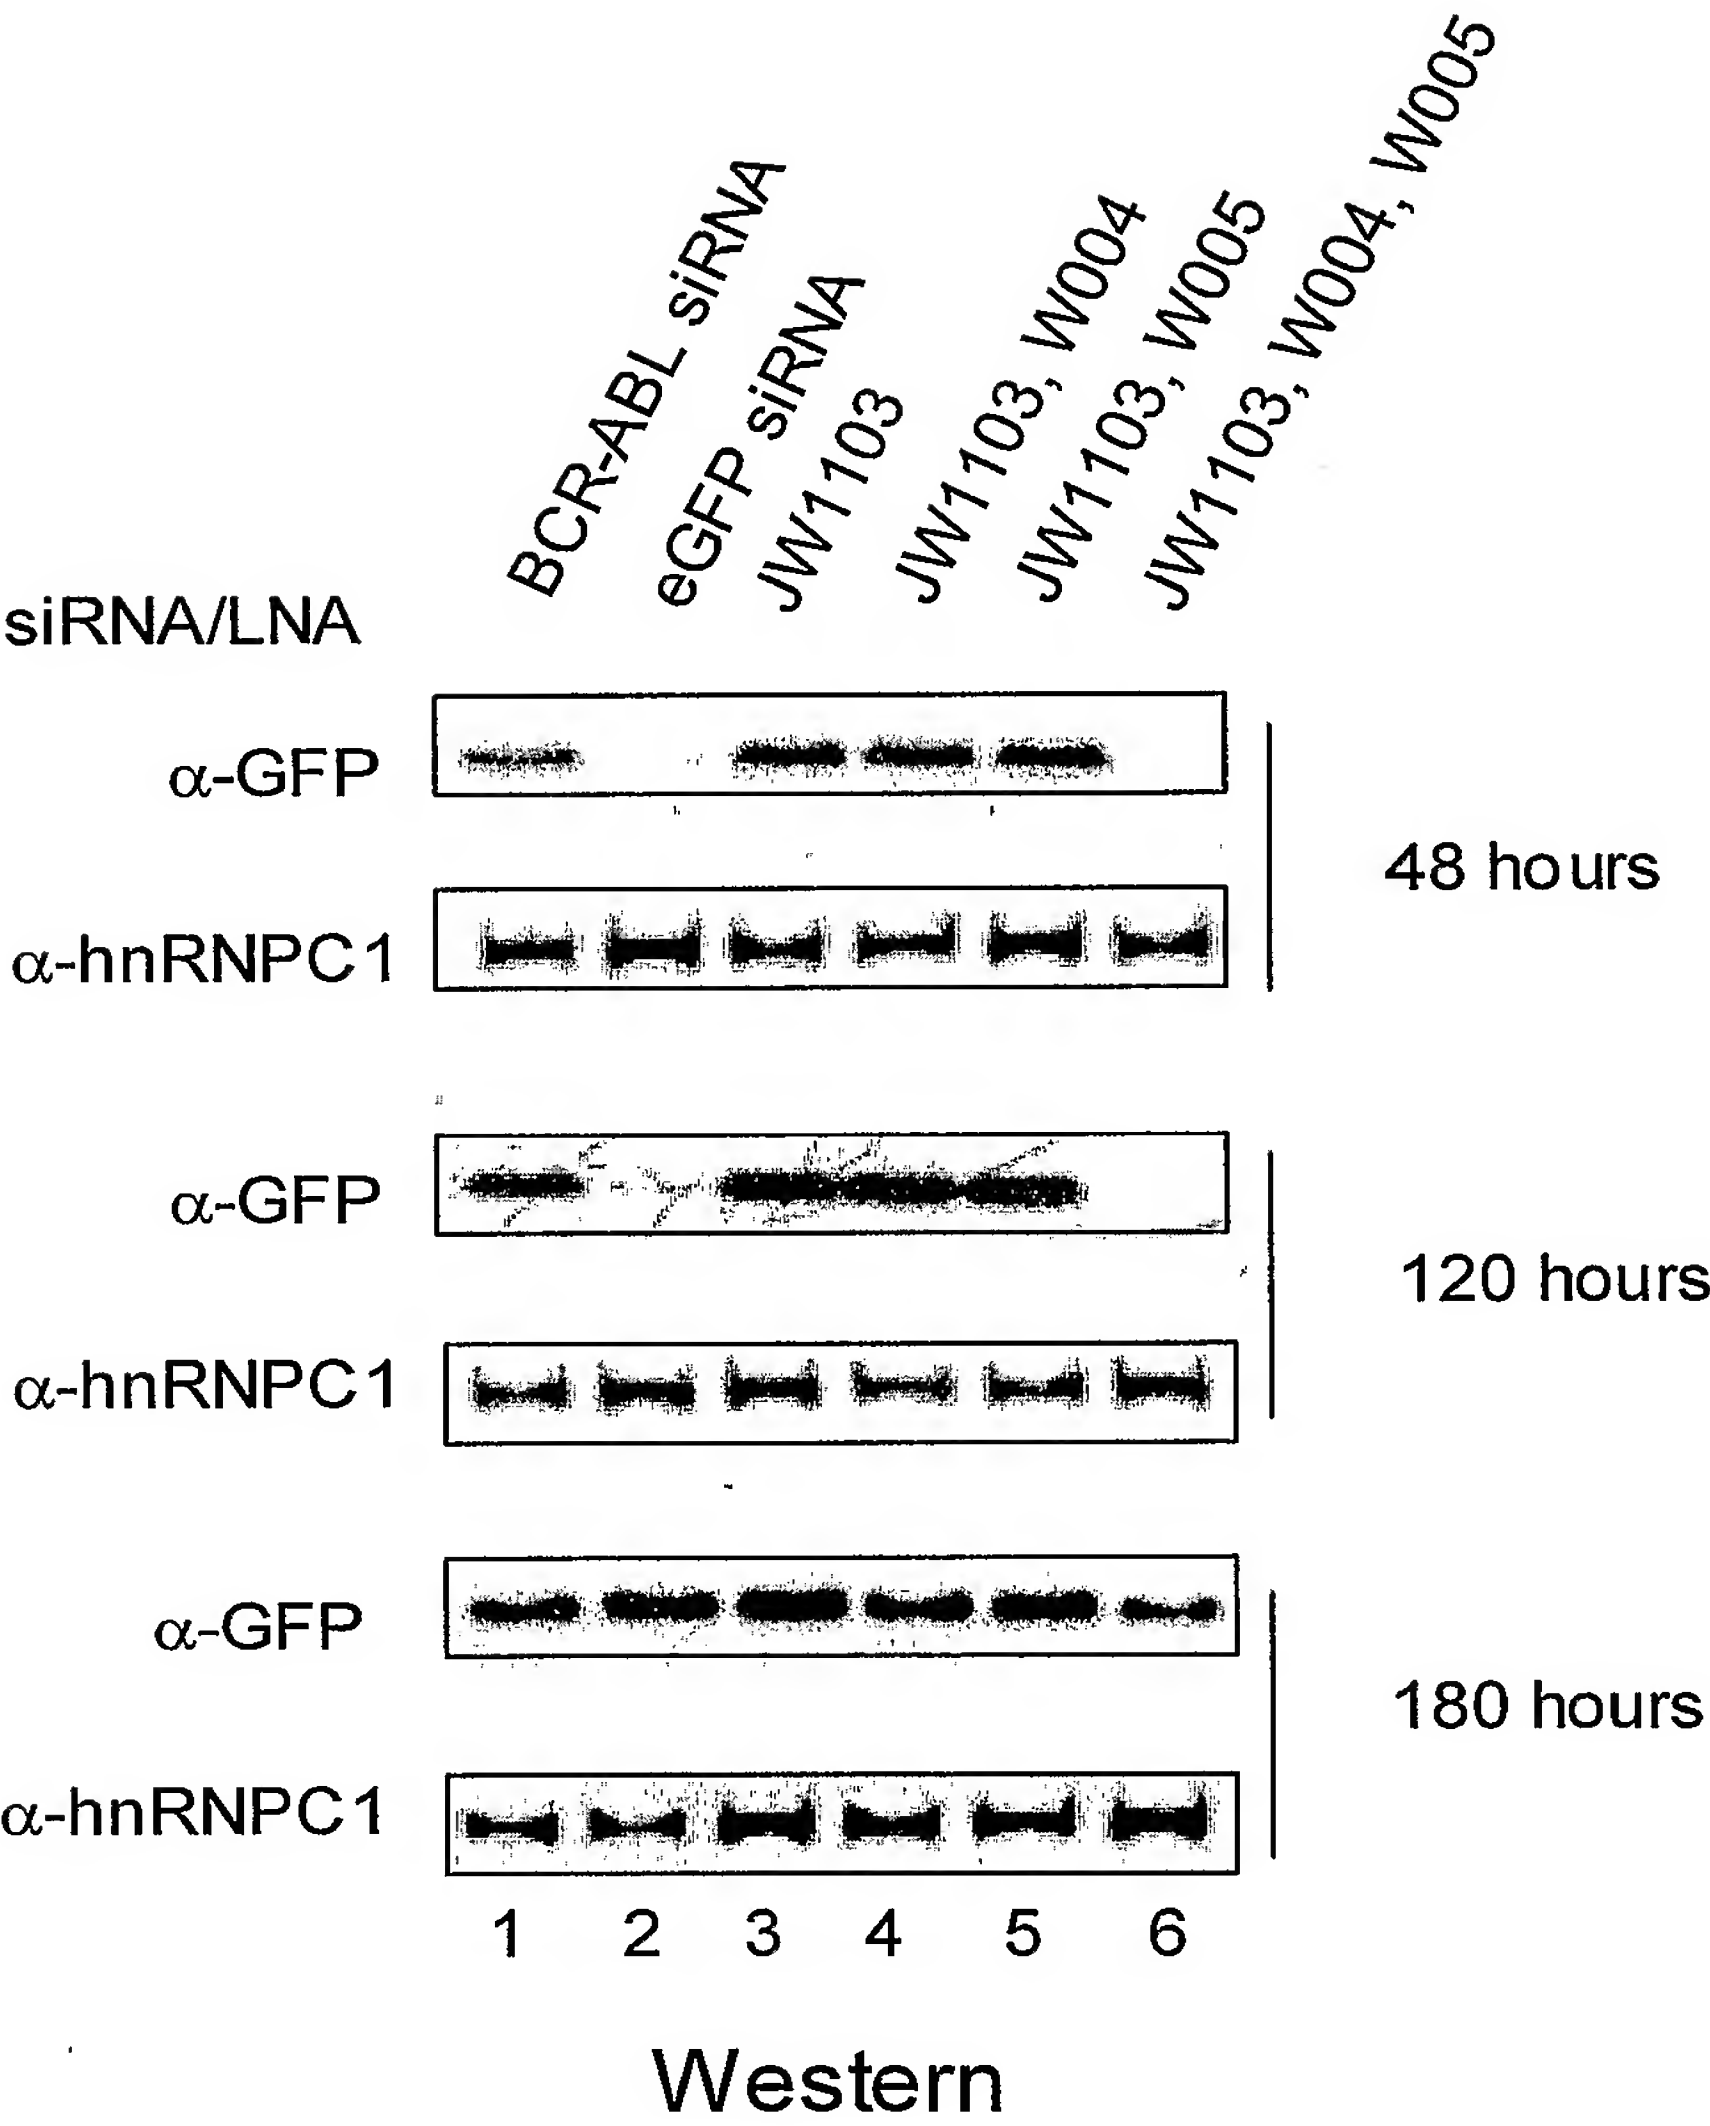 BCR-ABL siRNA
eGFP siRNA
JW1103
JW1103, W004
JW1103, W005
JW1103, W004, W005
siRNA/LNA
α-GFP
48 hours
α-hnRNPC1
α-GFP
120 hours
α-hnRNPC1
α-GFP
180 hours
α-hnRNPC1
1 2 3 4 5 6
Western